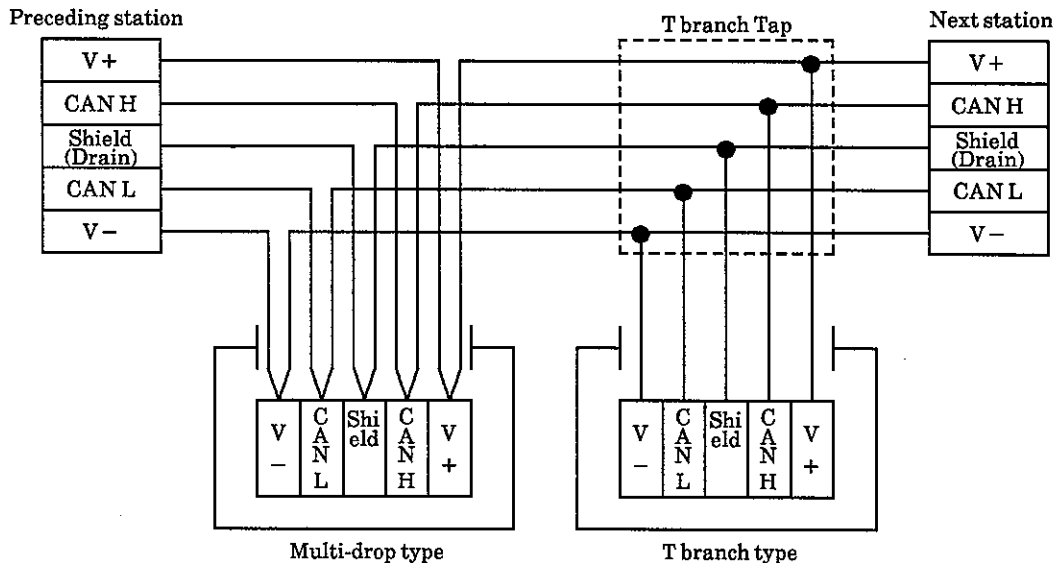 Preceding station
V+
CAN H
Shield
(Drain)
CAN L
V−
T branch Tap
Next station
V+
CAN H
Shield
(Drain)
CAN L
V−
V
−
C
A
N
L
Shi
eld
C
A
N
H
V
+
V
−
C
A
N
L
Shi
eld
C
A
N
H
V
+
Multi-drop type
T branch type